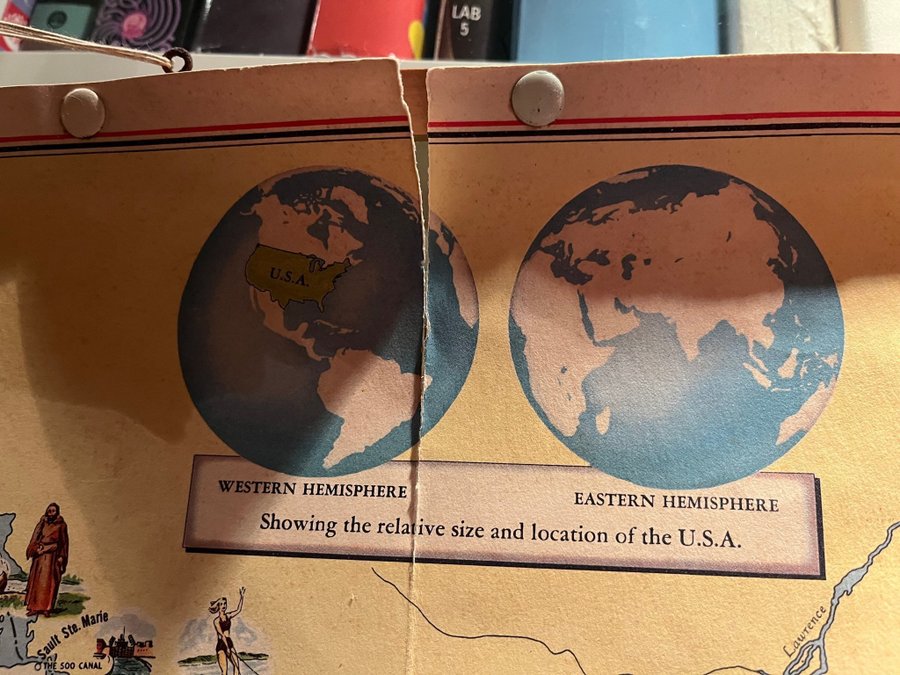 LAB
5
U.S.A.
WESTERN HEMISPHERE
EASTERN HEMISPHERE
Showing the relative size and location of the U.S.A.
Sault Ste. Marie
THE SOO CANAL
Lawrence